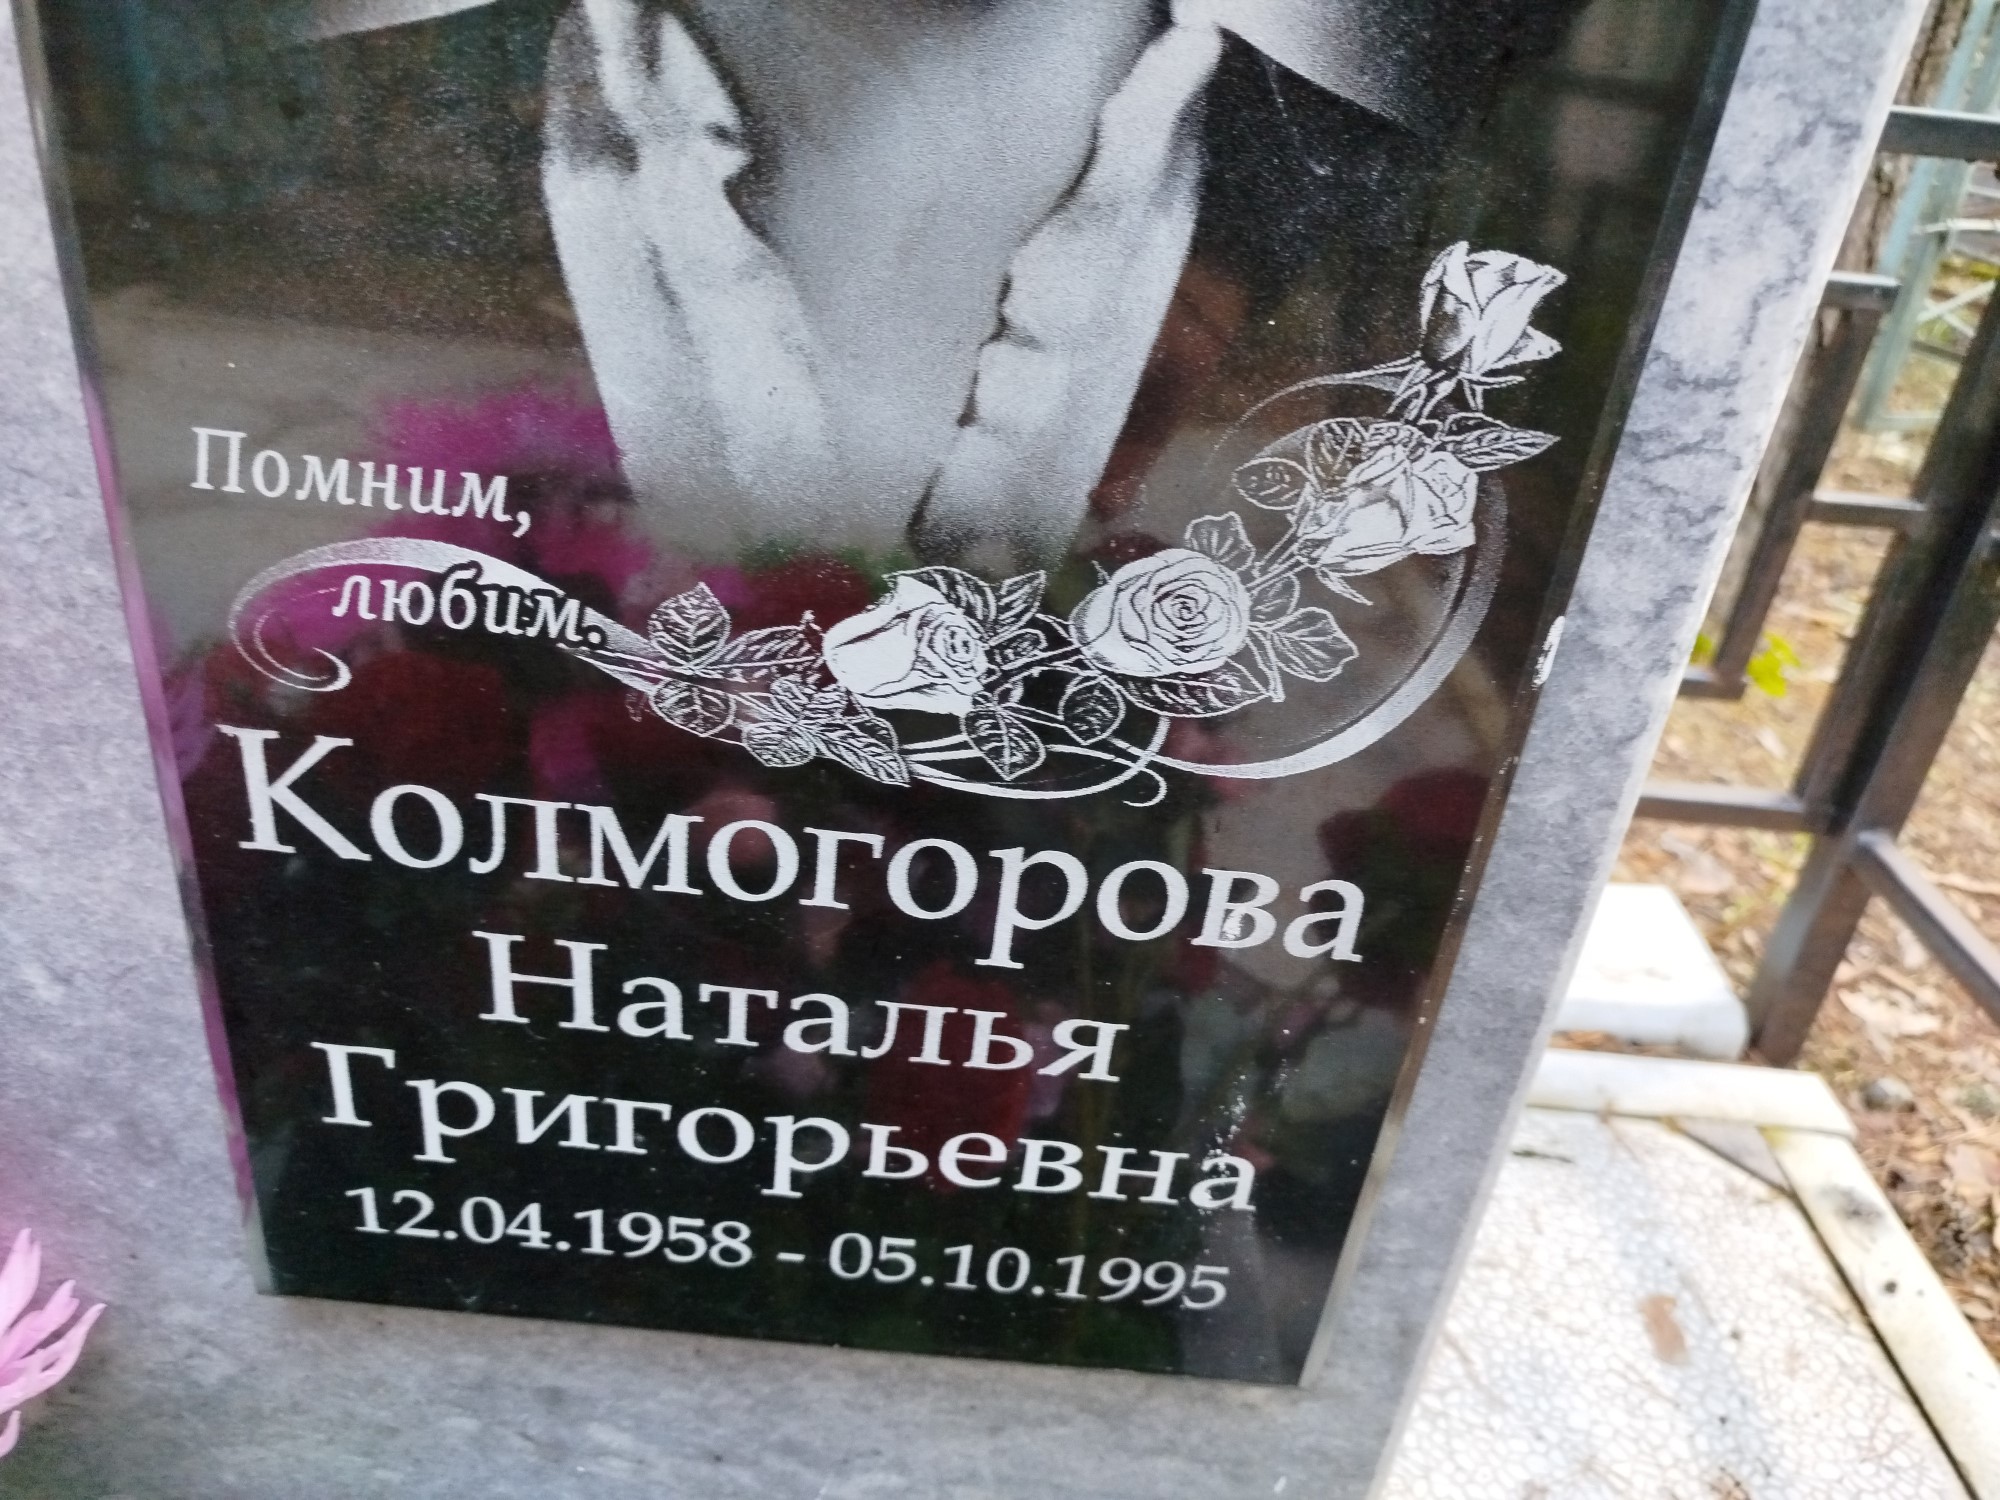 Помним,
любим.
Колмогорова
Наталья
Григорьевна
12.04.1958 - 05.10.1995